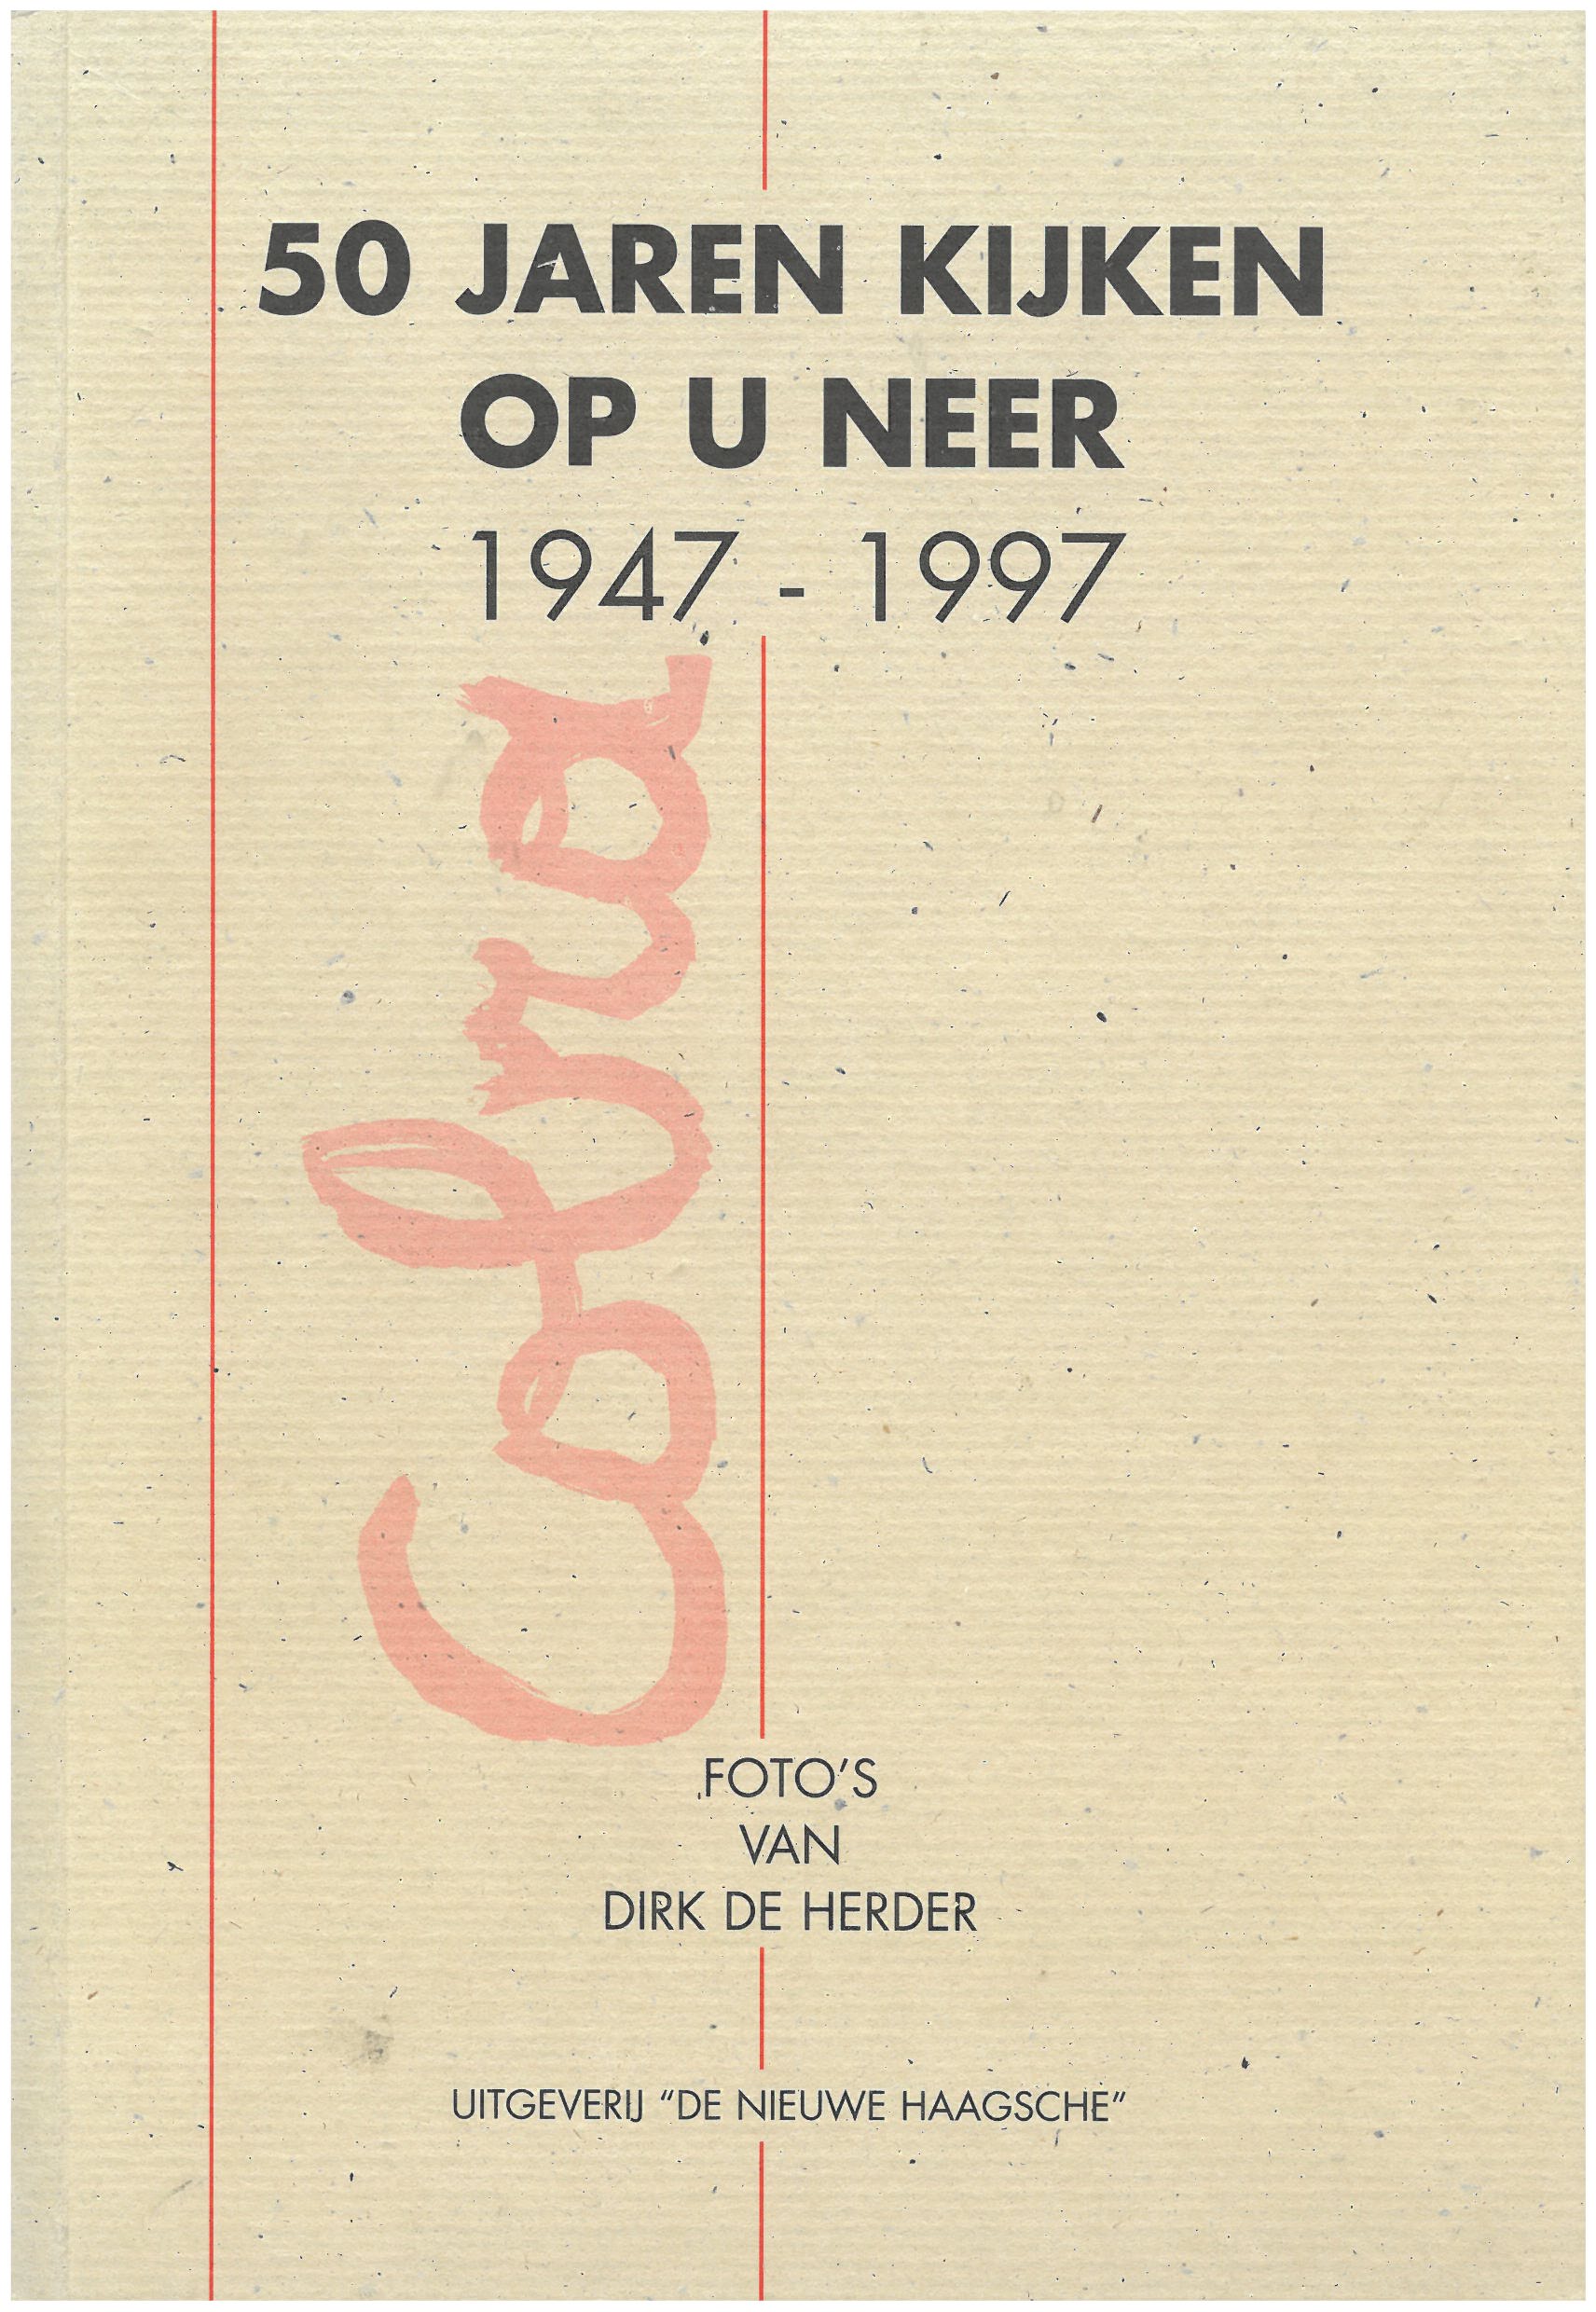 50 JAREN KIJKEN
OP U NEER
1947 - 1997
Cobra
FOTO'S
VAN
DIRK DE HERDER
UITGEVERIJ "DE NIEUWE HAAGSCHE"